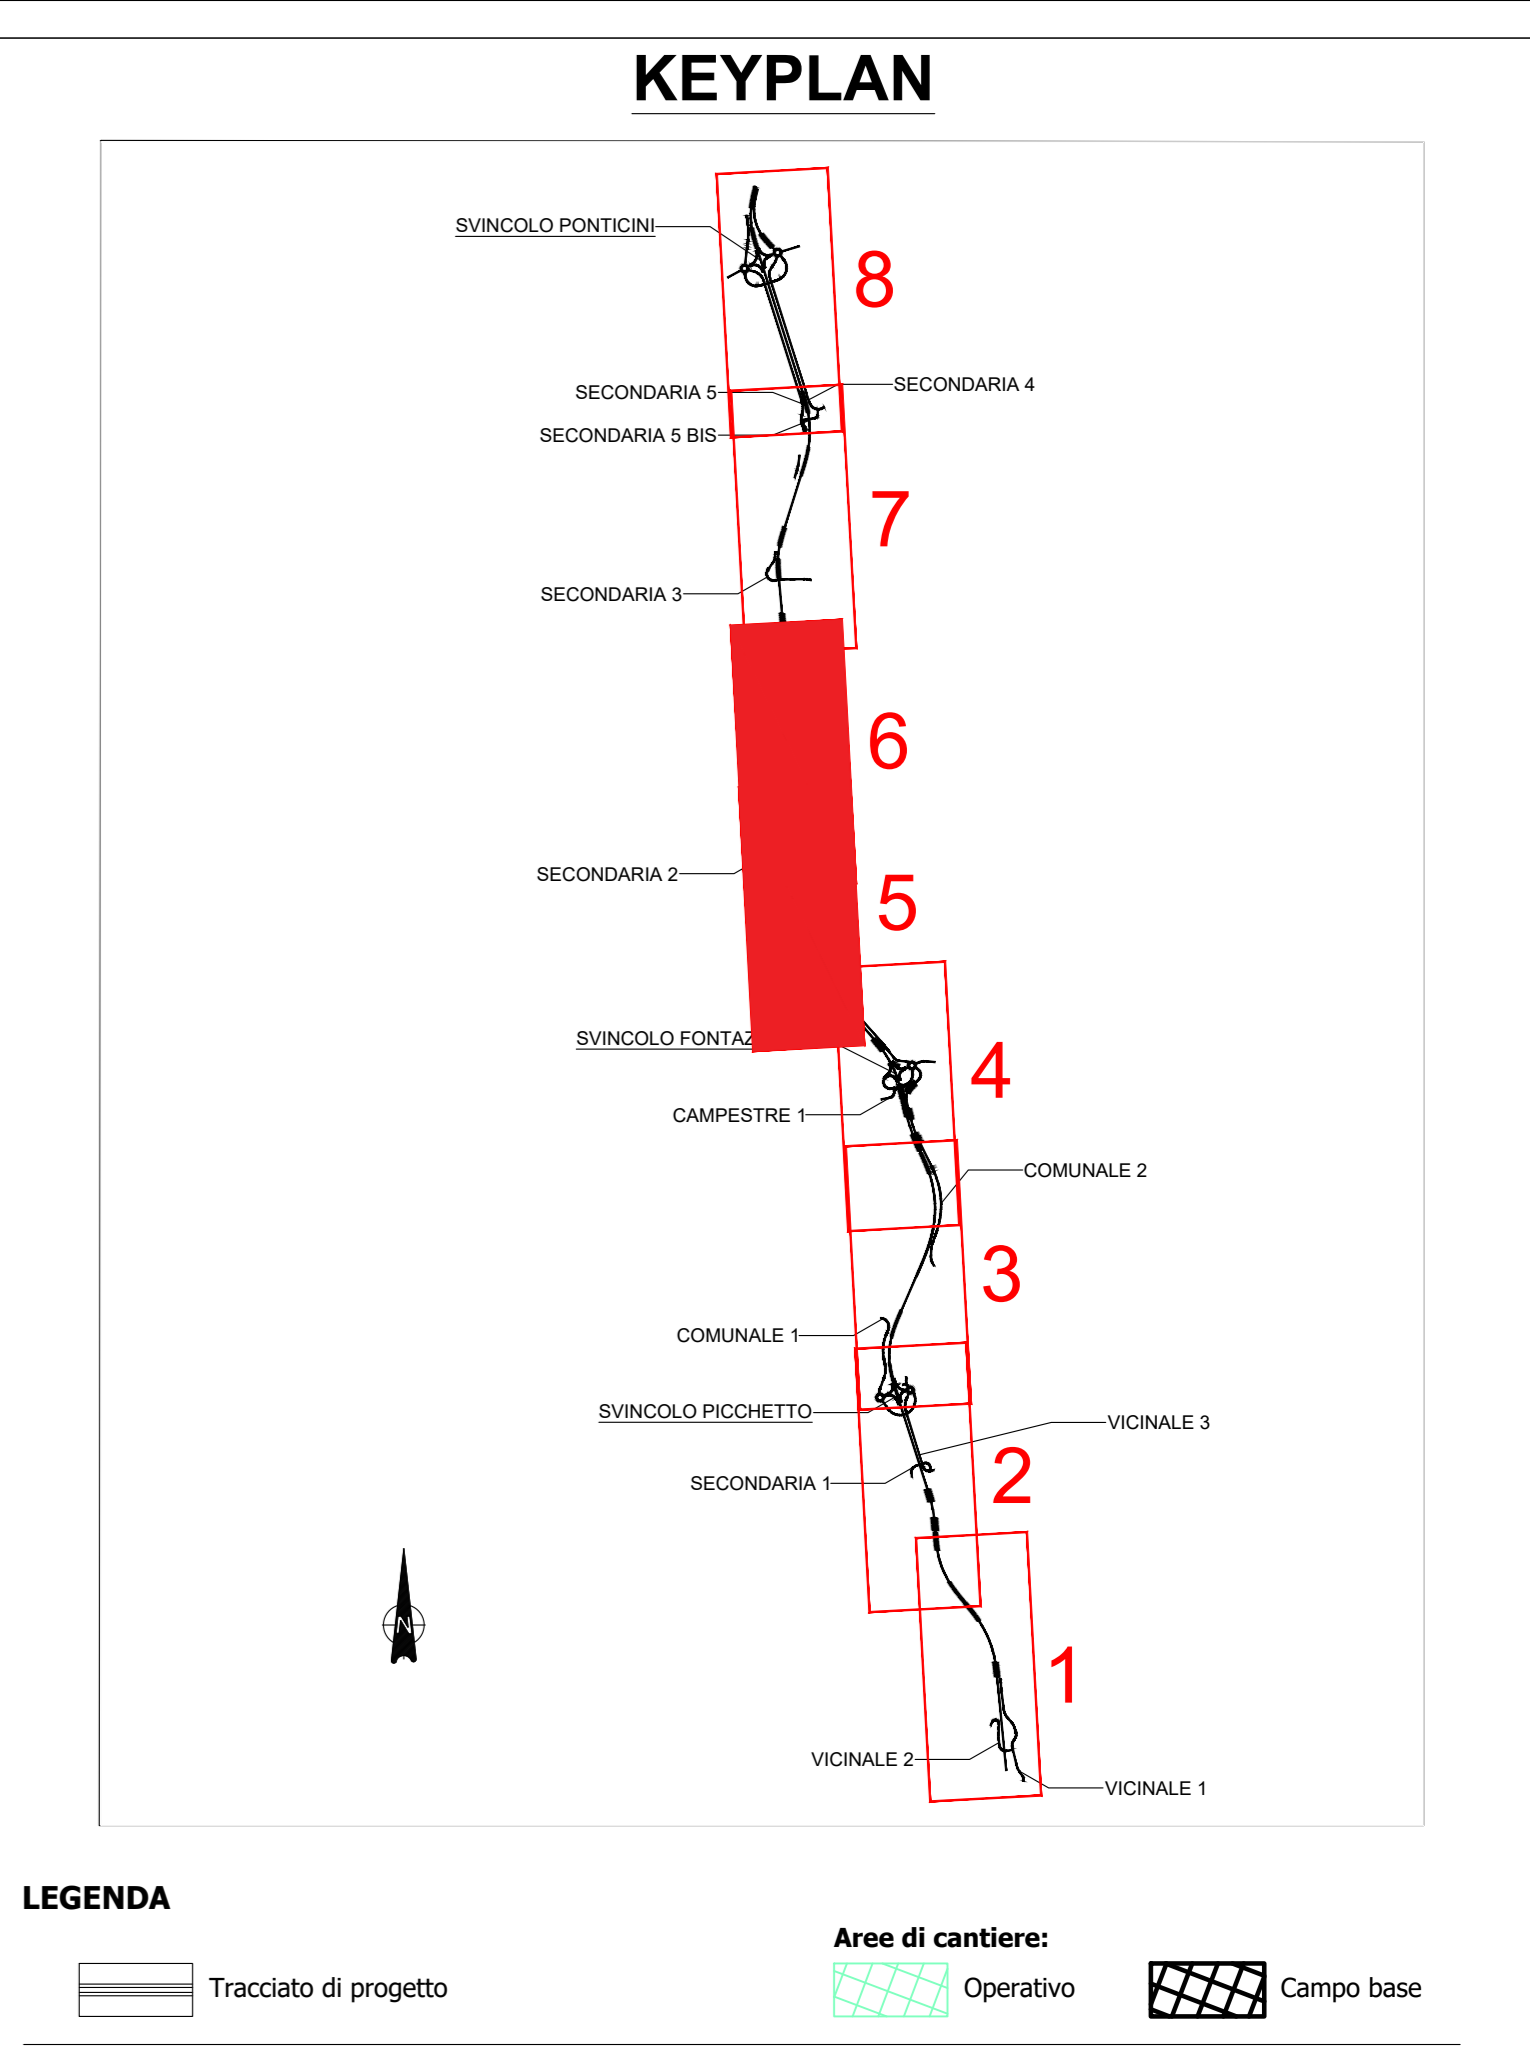 KEYPLAN
SVINCOLO PONTICINI
8
SECONDARIA 4
SECONDARIA 5
SECONDARIA 5 BIS
7
SECONDARIA 3
6
SECONDARIA 2
5
SVINCOLO
4
CAMPESTRE 1
COMUNALE 2
3
COMUNALE 1
SVINCOLO PICCHETTO
VICINALE 3
2
SECONDARIA 1
N
1
VICINALE 2
VICINALE 1
LEGENDA
Aree di cantiere:
Tracciato di progetto
Operativo
Campo base